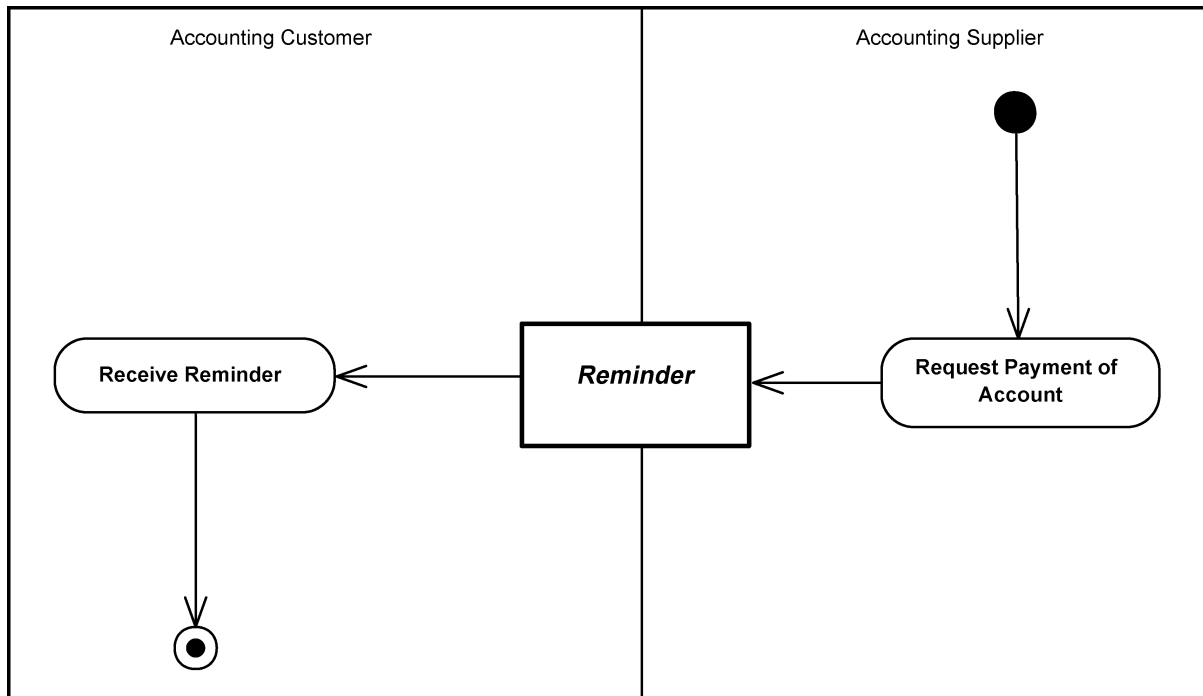 Accounting Customer
Accounting Supplier
Receive Reminder
Reminder
Request Payment of
Account